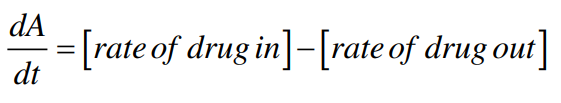 dA/dt = [rate of drug in] − [rate of drug out]